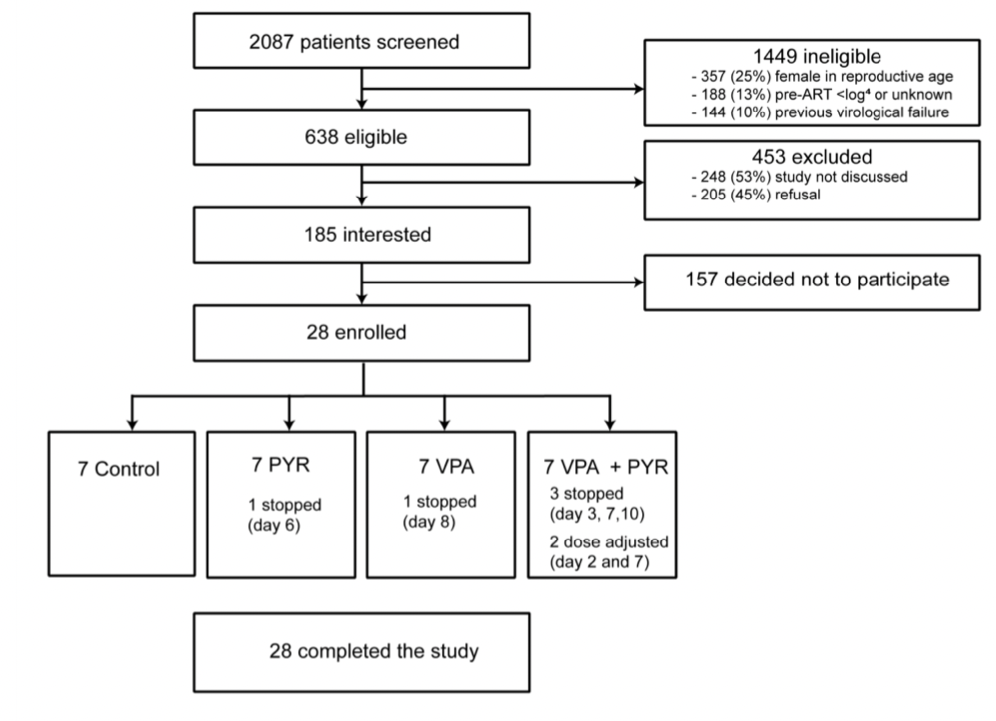 2087 patients screened
1449 ineligible
- 357 (25%) female in reproductive age
- 188 (13%) pre-ART <log⁴ or unknown
- 144 (10%) previous virological failure
638 eligible
453 excluded
- 248 (53%) study not discussed
- 205 (45%) refusal
185 interested
157 decided not to participate
28 enrolled
7 Control
7 PYR
1 stopped
(day 6)
7 VPA
1 stopped
(day 8)
7 VPA + PYR
3 stopped
(day 3, 7,10)
2 dose adjusted
(day 2 and 7)
28 completed the study